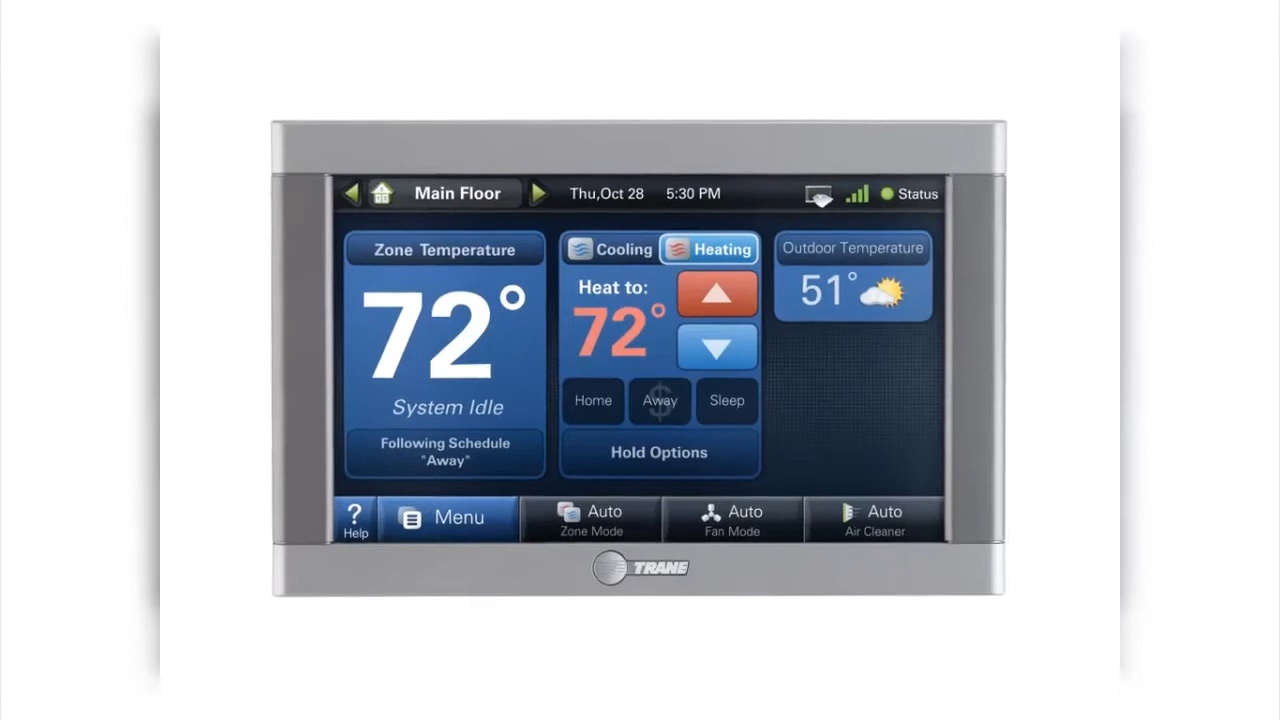 Main Floor
Thu,Oct 28 5:30 PM
Status
Zone Temperature
72°
System Idle
Following Schedule
"Away"
Cooling
Heating
Heat to:
72°
Home
Away
Sleep
Hold Options
Outdoor Temperature
51°
?
Help
Menu
Auto
Zone Mode
Auto
Fan Mode
Auto
Air Cleaner
TRANE